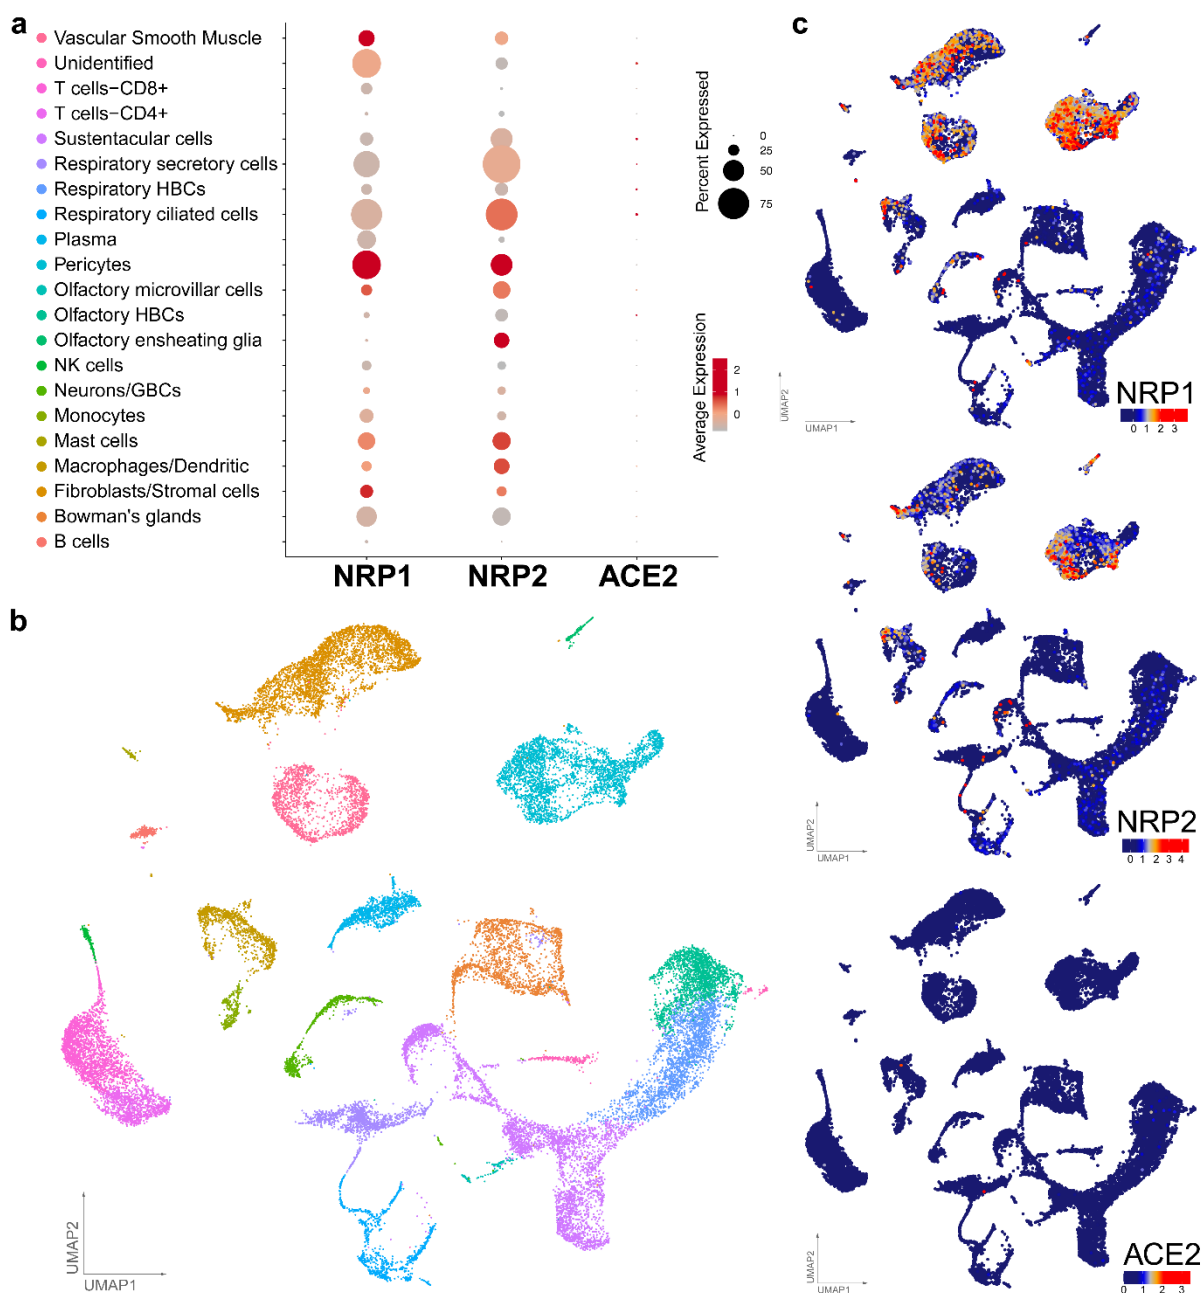 a
Vascular Smooth Muscle
Unidentified
T cells−CD8+
T cells−CD4+
Sustentacular cells
Respiratory secretory cells
Respiratory HBCs
Respiratory ciliated cells
Plasma
Pericytes
Olfactory microvillar cells
Olfactory HBCs
Olfactory ensheating glia
NK cells
Neurons/GBCs
Monocytes
Mast cells
Macrophages/Dendritic
Fibroblasts/Stromal cells
Bowman's glands
B cells
NRP1
NRP2
ACE2
Percent Expressed
0
25
50
75
Average Expression
2
1
0
b
UMAP2
UMAP1
c
UMAP2
UMAP1
NRP1
0 1 2 3
UMAP2
UMAP1
NRP2
0 1 2 3 4
UMAP2
UMAP1
ACE2
0 1 2 3